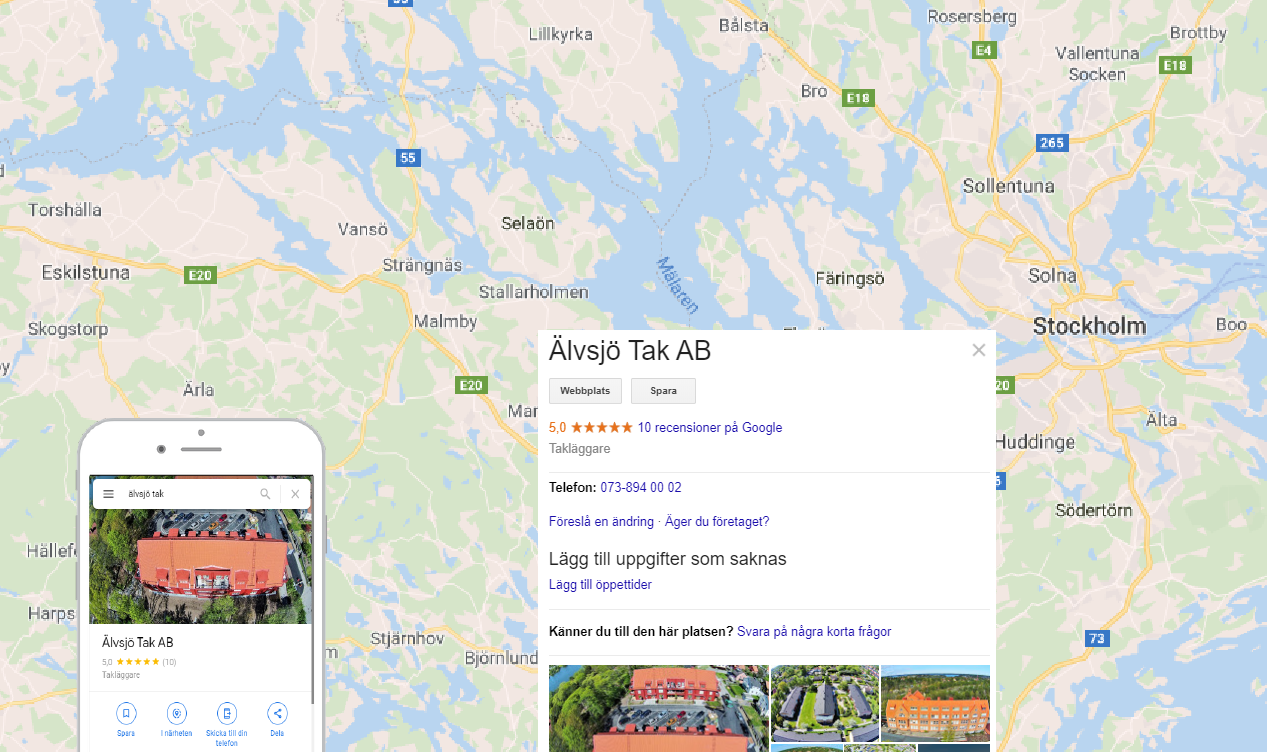 55
Lillkyrka
Bålsta
Rosersberg
E4
Brottby
Vallentuna
Socken
E18
Bro
E18
265
55
Sollentuna
Torshälla
Vansö
Selaön
Strängnäs
Eskilstuna
E20
Mälaren
Färingsö
Solna
Stallarholmen
Skogstorp
Malmby
Stockholm
Boo
Ärla
E20
20
Älta
Huddinge
Södertörn
73
Stjärnhov
Björnlund
Älvsjö Tak AB
Webbplats Spara
5,0 ★★★★★ 10 recensioner på Google
Takläggare
Telefon: 073-894 00 02
Föreslå en ändring · Äger du företaget?
Lägg till uppgifter som saknas
Lägg till öppettider
Känner du till den här platsen? Svara på några korta frågor
älvsjö tak
Älvsjö Tak AB
5,0 ★★★★★ (10)
Takläggare
Spara I närheten Skicka till din Dela
telefon